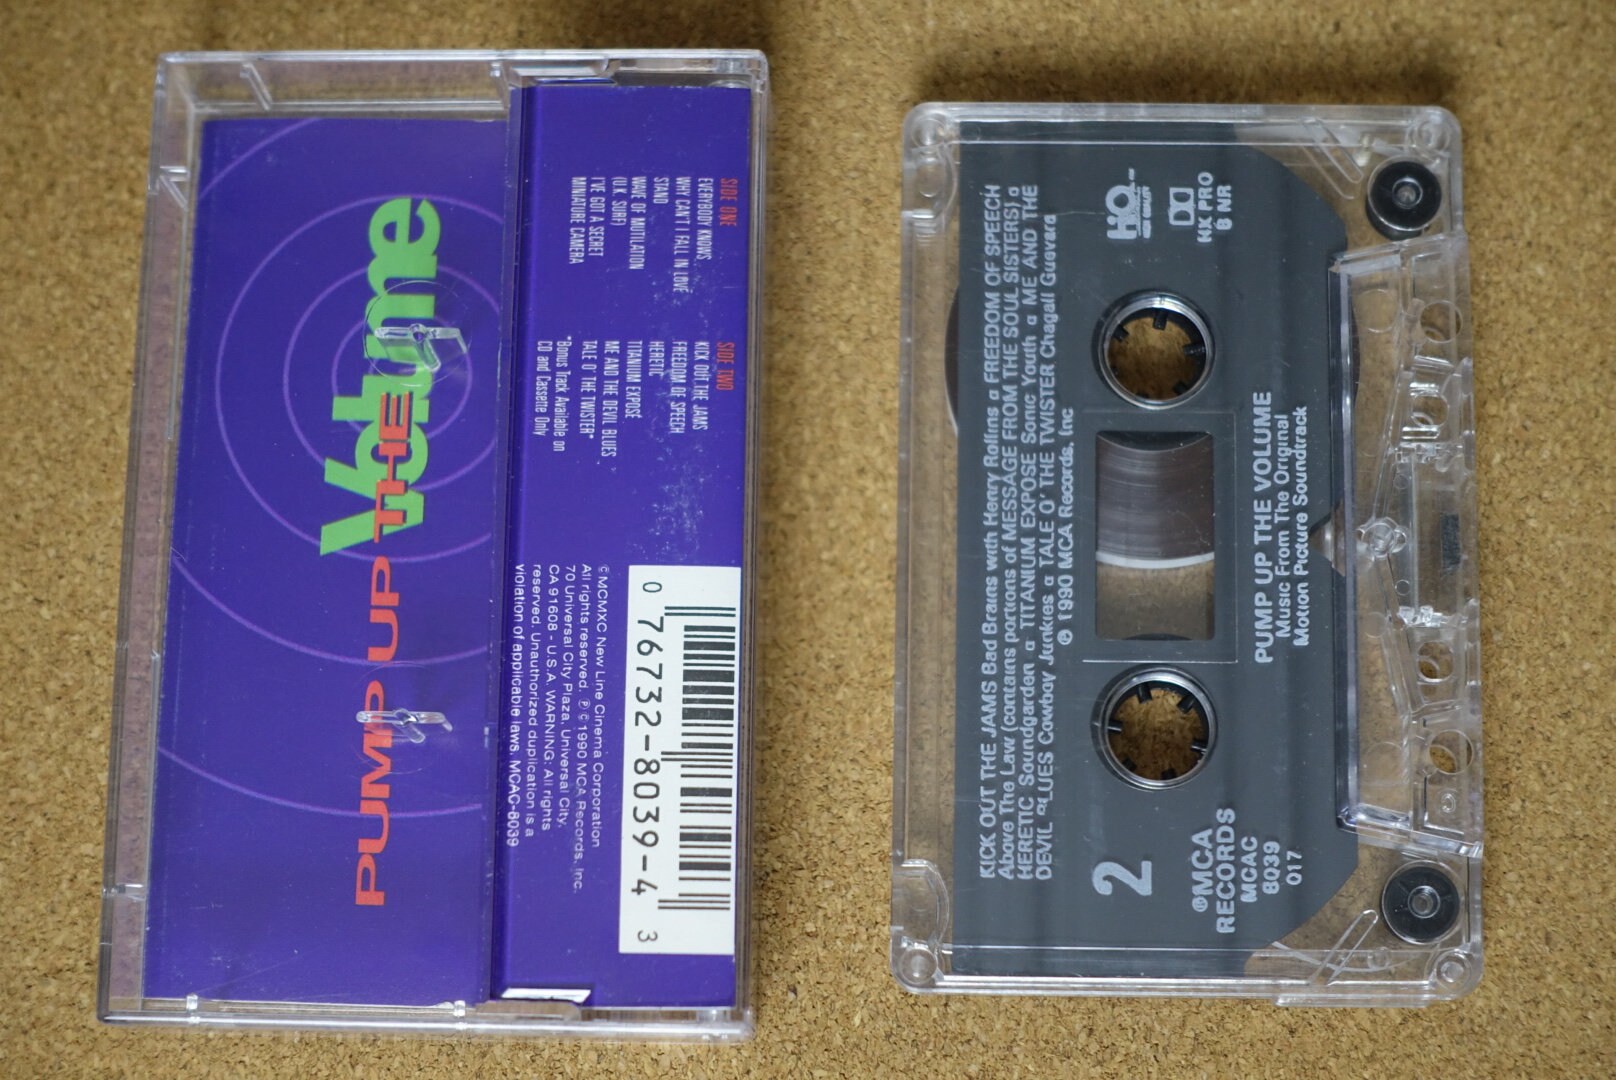 PUMP UP THE Volume
SIDE ONE
EVERYBODY KNOWS
WHY CAN'T I FALL IN LOVE
STAND
WAVE OF MUTILATION
(U.K. SURF)
I'VE GOT A SECRET
MINIATURE CAMERA
SIDE TWO
KICK OUT THE JAMS
FREEDOM OF SPEECH
HERETIC
TITANIUM EXPOSE
ME AND THE DEVIL BLUES
TALE O' THE TWISTER*
*Bonus Track Available on
CD and Cassette Only
© MCMXC New Line Cinema Corporation
All rights reserved. ℗ © 1990 MCA Records, Inc.
70 Universal City Plaza, Universal City,
CA 91608 - U.S.A. WARNING: All rights
reserved. Unauthorized duplication is a
violation of applicable laws. MCAC-8039
0 76732-8039-4 3
KICK OUT THE JAMS Bad Brains with Henry Rollins ¤ FREEDOM OF SPEECH
Above The Law (contains portions of MESSAGE FROM THE SOUL SISTERS) ¤
HERETIC Soundgarden ¤ TITANIUM EXPOSE Sonic Youth ¤ ME AND THE
DEVIL BLUES Cowboy Junkies ¤ TALE O' THE TWISTER Chagall Guevara
℗ 1990 MCA Records, Inc
2
HQ
HIGH QUALITY
HX PRO
B NR
®MCA
RECORDS
MCAC
8039
017
PUMP UP THE VOLUME
Music From The Original
Motion Picture Soundtrack